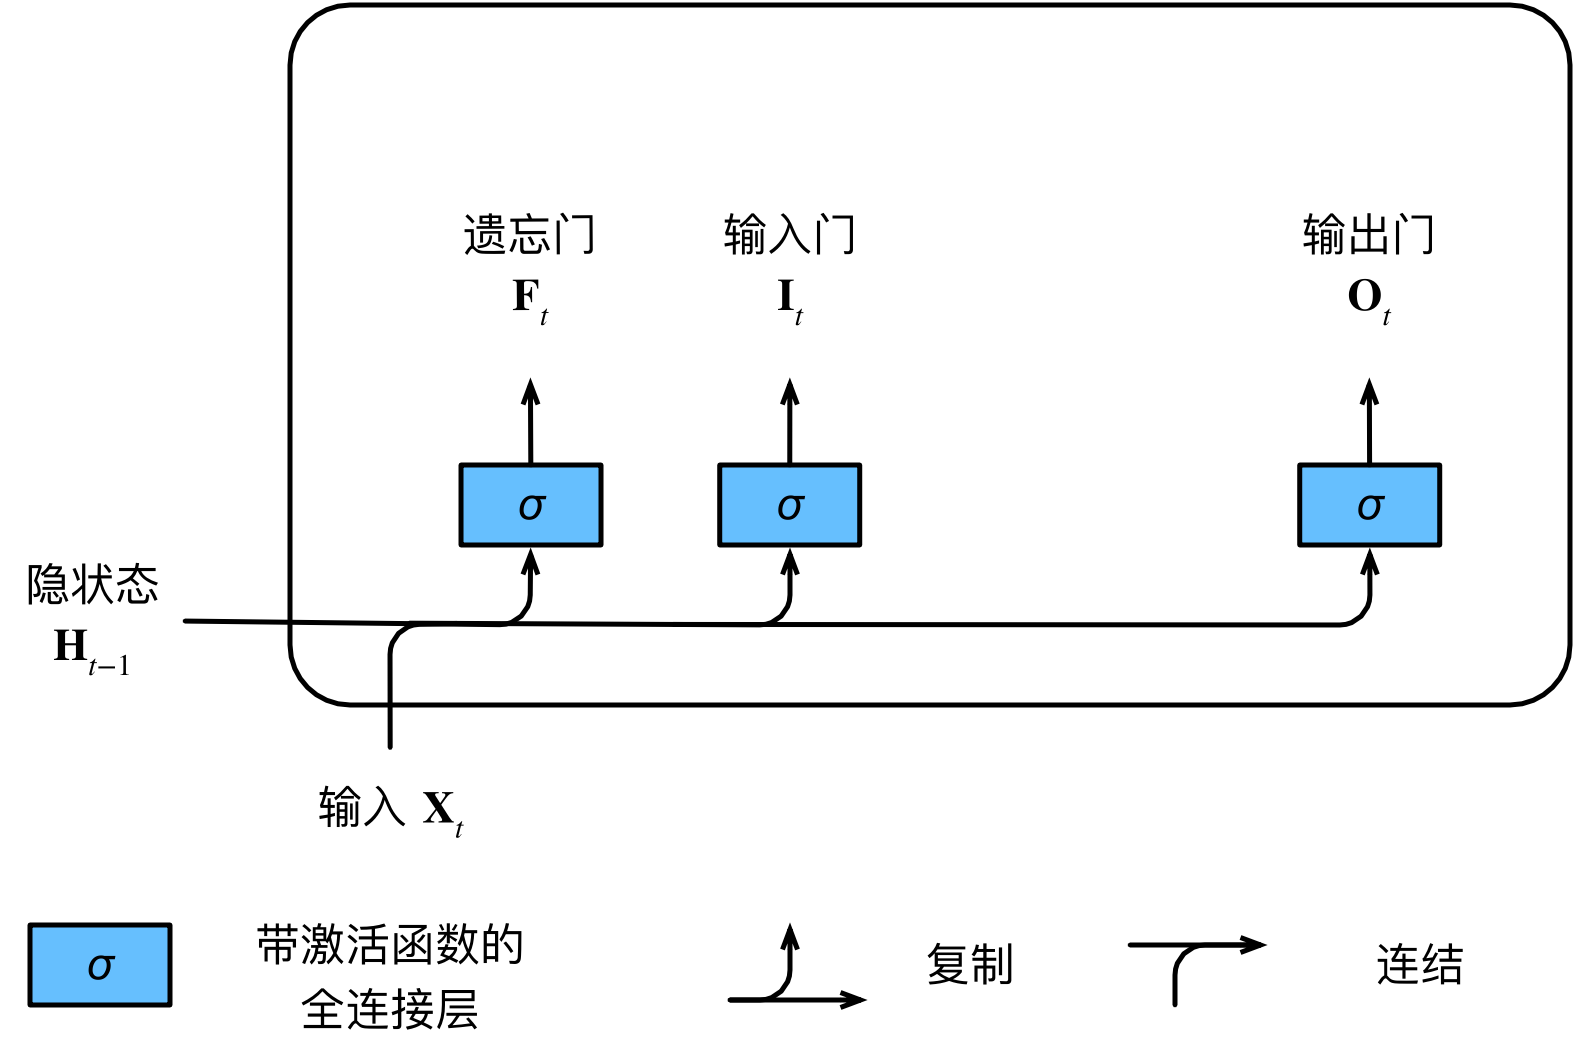 遗忘门
F_t
输入门
I_t
输出门
O_t
σ
σ
σ
隐状态
H_{t−1}
输入 X_t
σ
带激活函数的
全连接层
复制
连结